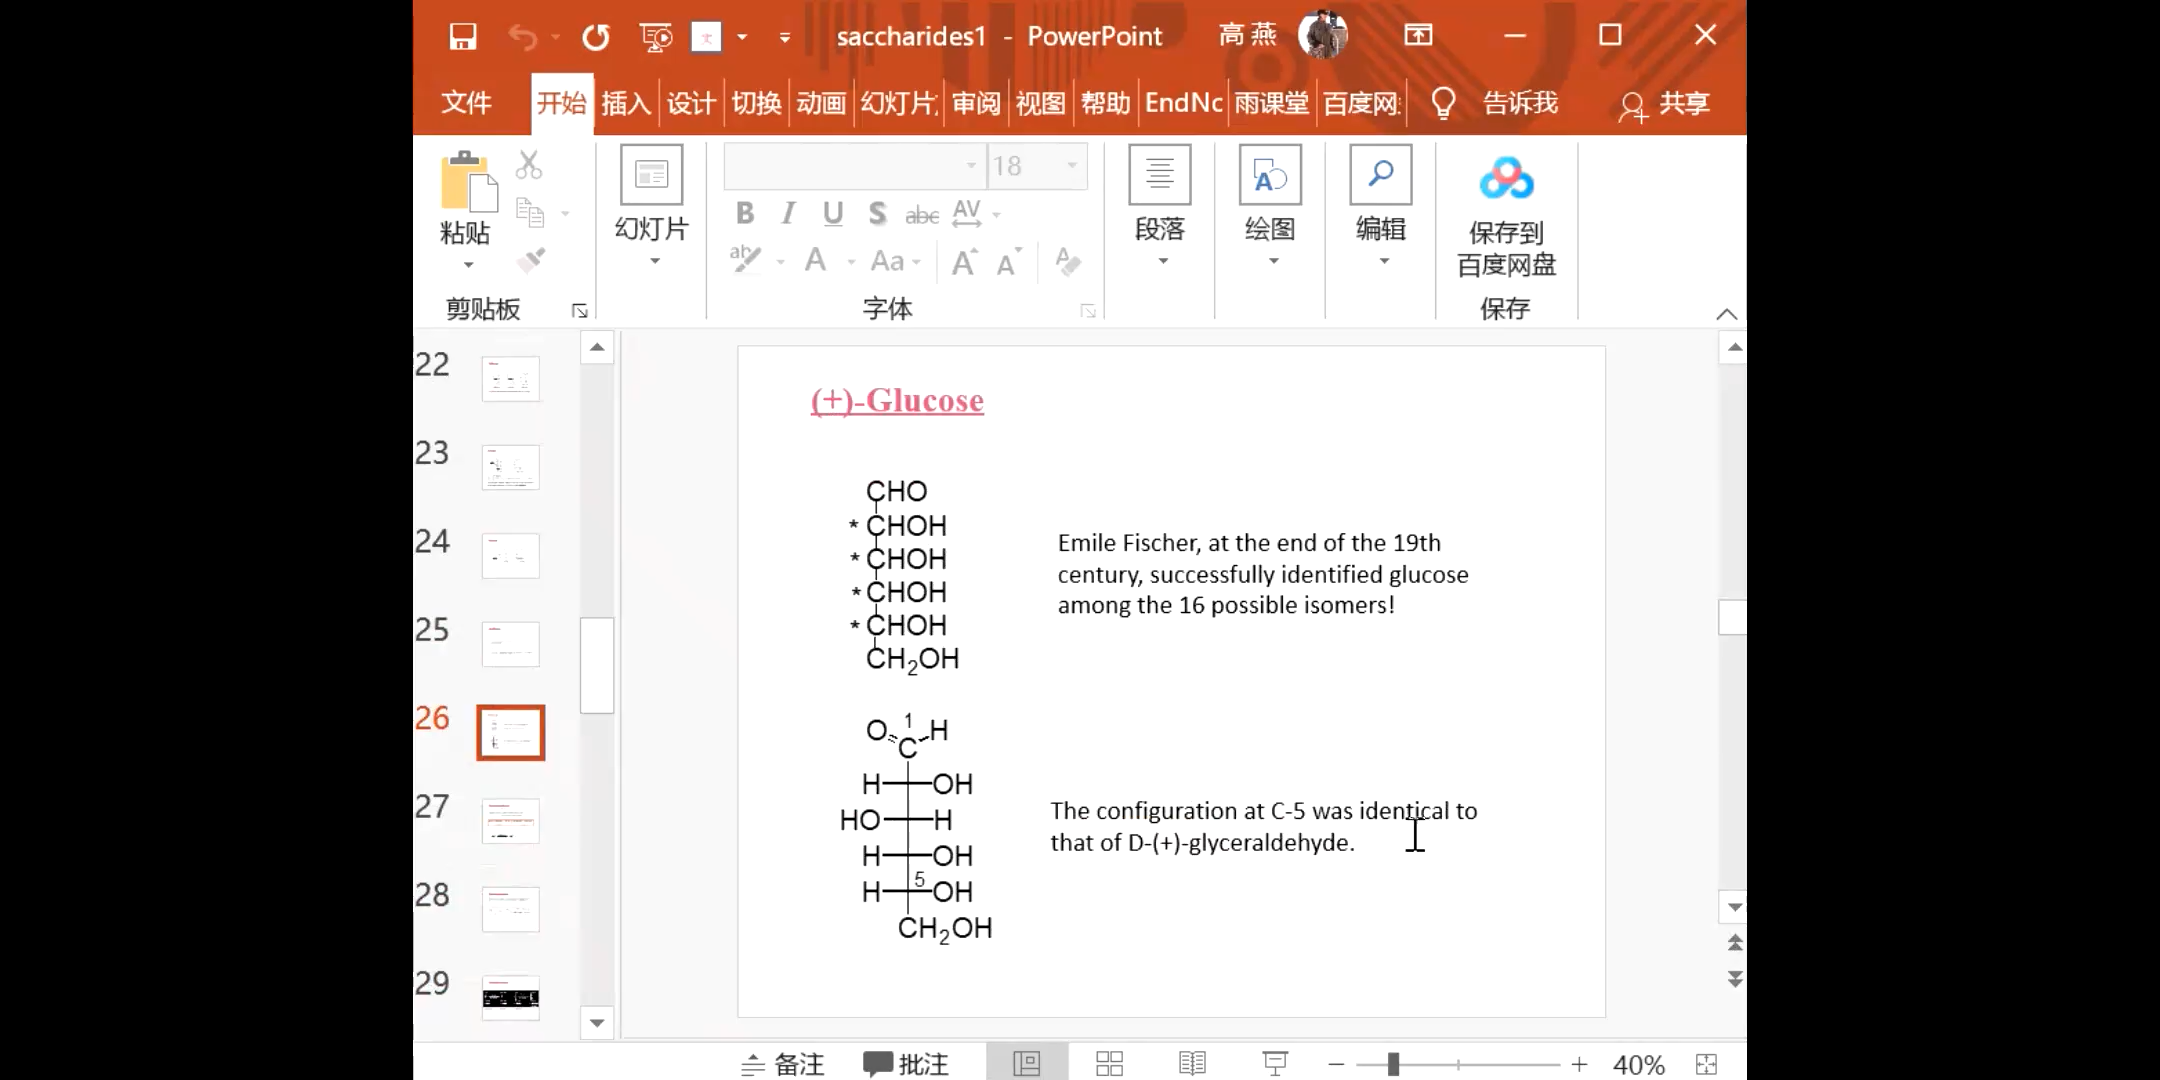 saccharides1 - PowerPoint 高 燕
文件 开始 插入 设计 切换 动画 幻灯片 审阅 视图 帮助 EndNc 雨课堂 百度网 告诉我 共享
18
B I U S abc AV
粘贴 幻灯片 段落 绘图 编辑 保存到
百度网盘
A Aa A A
剪贴板 字体 保存
22
23
24
25
26
27
28
29
(+)-Glucose
CHO
* CHOH
* CHOH
* CHOH
* CHOH
CH2OH
Emile Fischer, at the end of the 19th
century, successfully identified glucose
among the 16 possible isomers!
1
O C H
H OH
HO H
H OH
5
H OH
CH2OH
The configuration at C-5 was identical to
that of D-(+)-glyceraldehyde.
备注 批注 40%